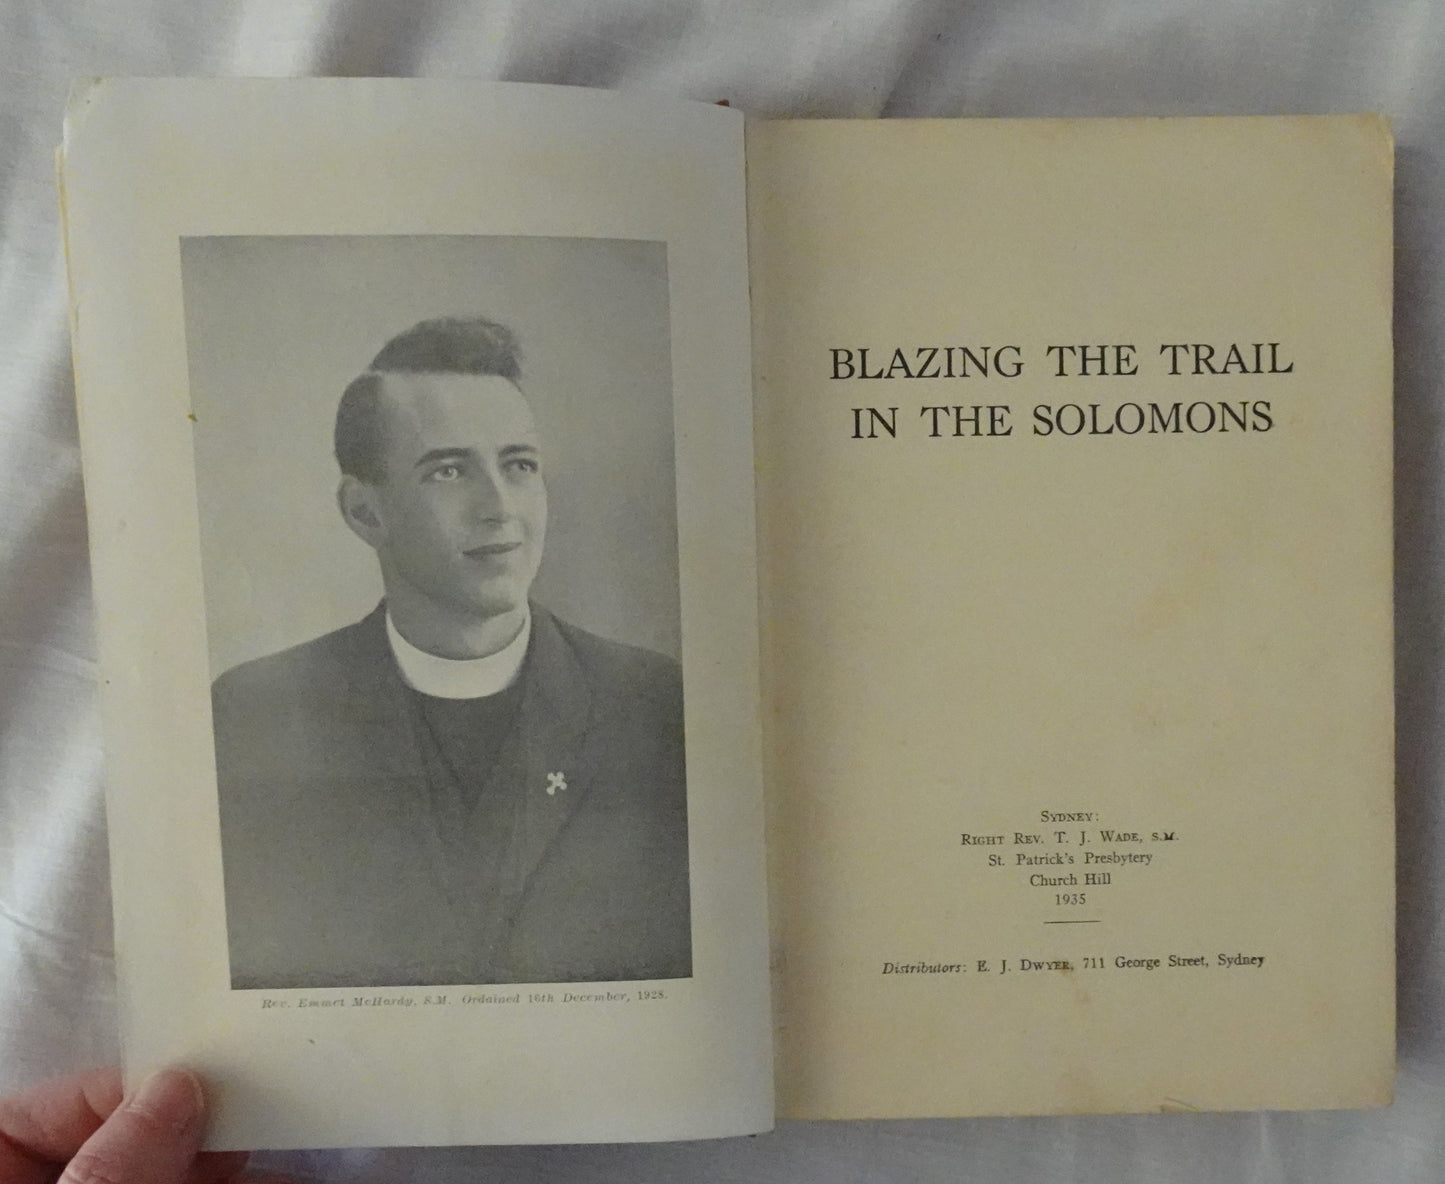 Rev. Emmet McHardy, S.M. Ordained 16th December, 1928.
BLAZING THE TRAIL
IN THE SOLOMONS
SYDNEY:
RIGHT REV. T. J. WADE, S.M.
St. Patrick's Presbytery
Church Hill
1935
Distributors: E. J. DWYER, 711 George Street, Sydney